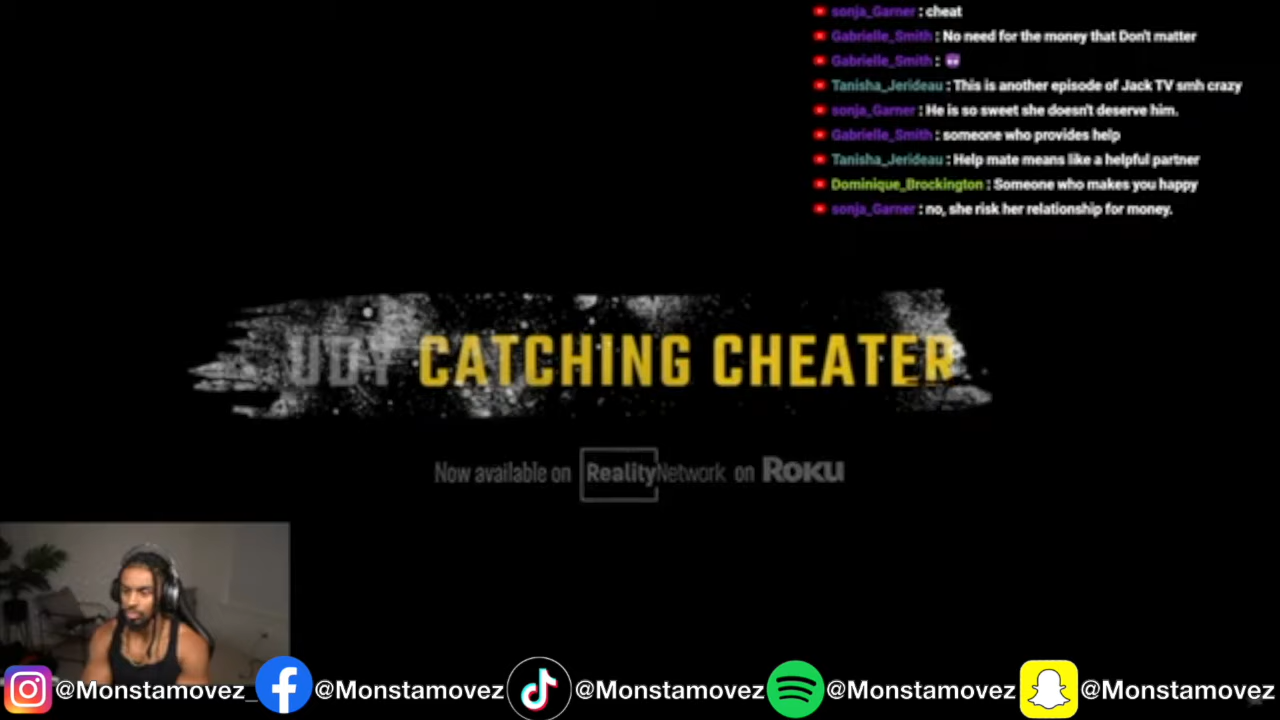 sonja_Garner : cheat
Gabrielle_Smith : No need for the money that Don't matter
Gabrielle_Smith : 😈
Tanisha_Jerideau : This is another episode of Jack TV smh crazy
sonja_Garner : He is so sweet she doesn't deserve him.
Gabrielle_Smith : someone who provides help
Tanisha_Jerideau : Help mate means like a helpful partner
Dominique_Brockington : Someone who makes you happy
sonja_Garner : no, she risk her relationship for money.
UDY CATCHING CHEATER
Now available on RealityNetwork on ROKU
@Monstamovez_ @Monstamovez @Monstamovez @Monstamovez @Monstamovez